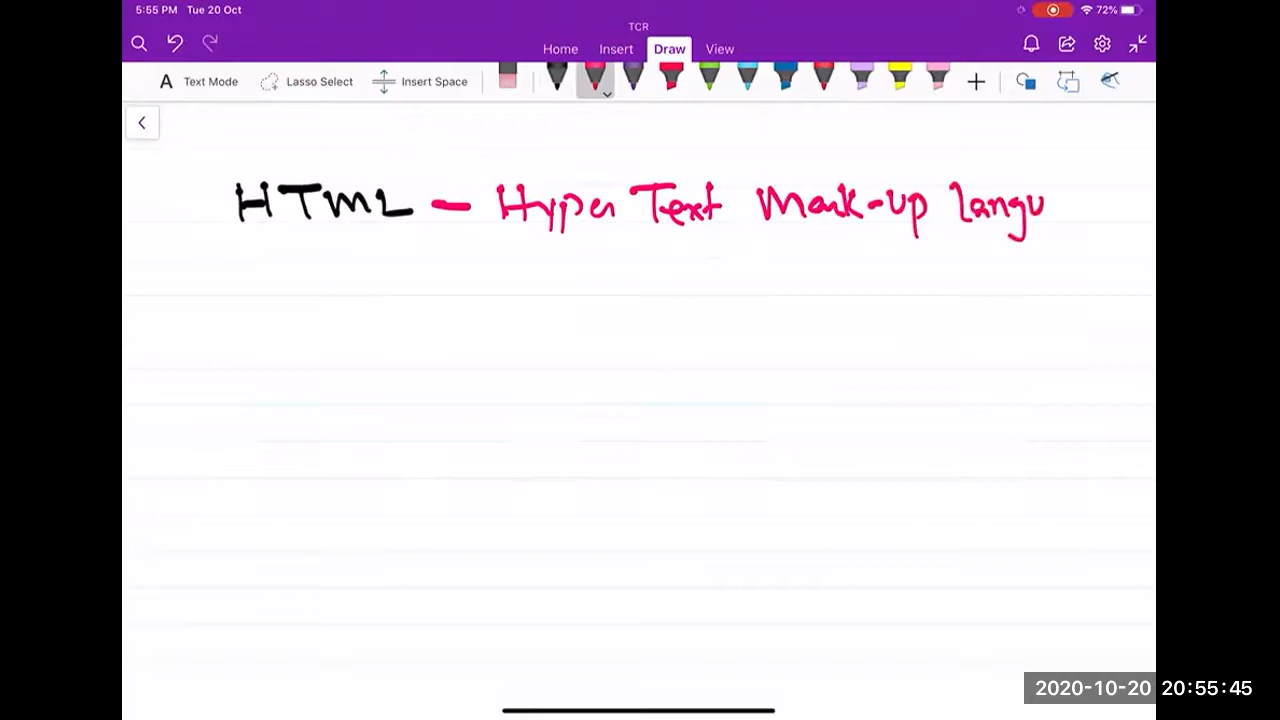 5:55 PM Tue 20 Oct 72%
TCR
Home Insert Draw View
Text Mode Lasso Select Insert Space
HTML - Hyper Text Mark-up Langu
2020-10-20 20:55:45